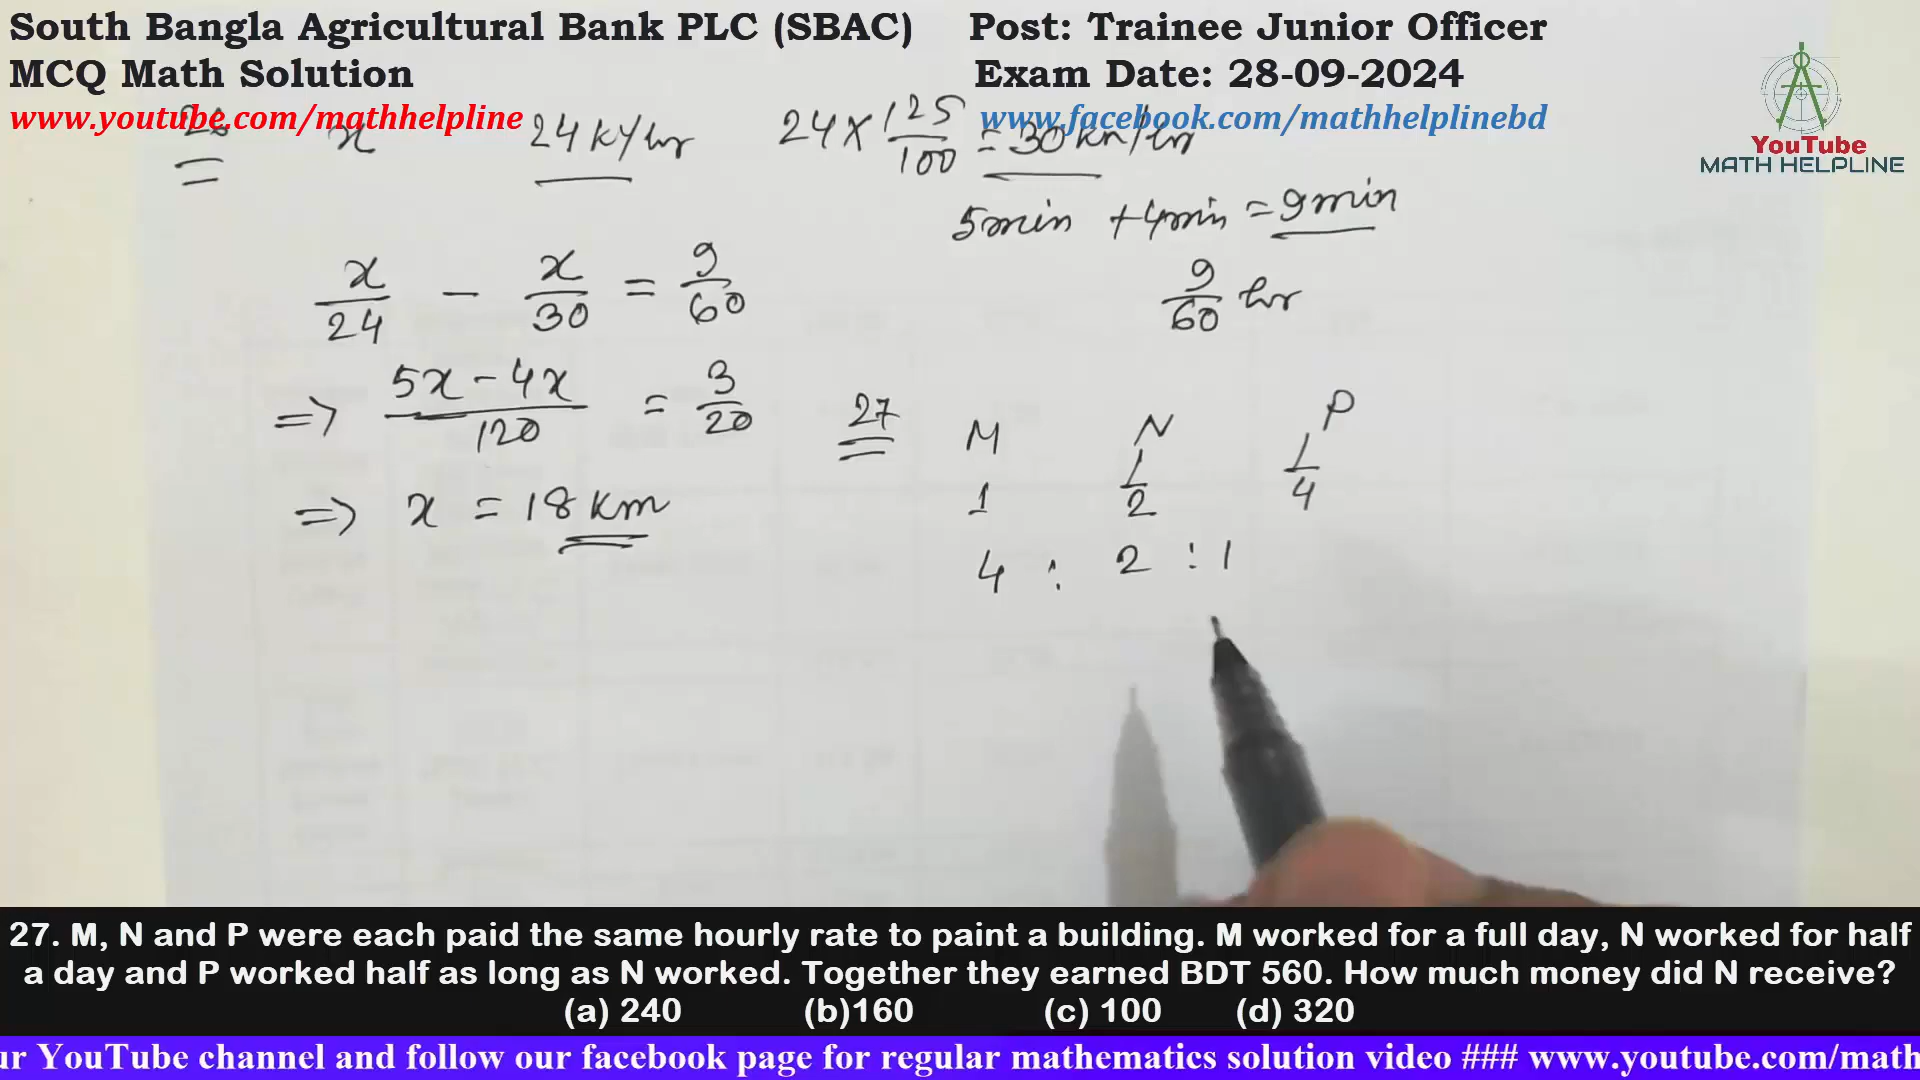 South Bangla Agricultural Bank PLC (SBAC) Post: Trainee Junior Officer
MCQ Math Solution Exam Date: 28-09-2024
www.youtube.com/mathhelpline www.facebook.com/mathhelplinebd
YouTube
MATH HELPLINE
x 24 km/hr 24 × 125/100 = 30 km/hr
5min + 4min = 9min
x/24 - x/30 = 9/60
9/60 hr
=> 5x - 4x/120 = 3/20
=> x = 18 km
27 M N P
1 1/2 1/4
4 : 2 : 1
27. M, N and P were each paid the same hourly rate to paint a building. M worked for a full day, N worked for half
a day and P worked half as long as N worked. Together they earned BDT 560. How much money did N receive?
(a) 240 (b)160 (c) 100 (d) 320
ur YouTube channel and follow our facebook page for regular mathematics solution video ### www.youtube.com/math